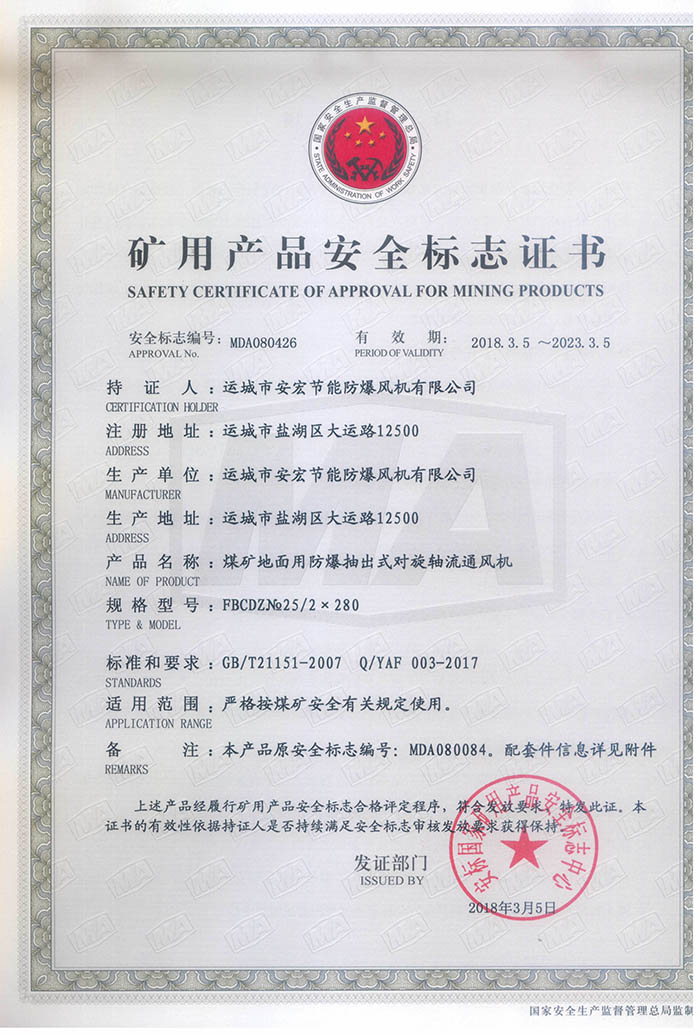 国家安全生产监督管理总局
STATE ADMINISTRATION OF WORK SAFETY
矿用产品安全标志证书
SAFETY CERTIFICATE OF APPROVAL FOR MINING PRODUCTS
安全标志编号: MDA080426 有效期: 2018.3.5 ~2023.3.5
APPROVAL No. PERIOD OF VALIDITY
持证人: 运城市安宏节能防爆风机有限公司
CERTIFICATION HOLDER
注册地址: 运城市盐湖区大运路12500
ADDRESS
生产单位: 运城市安宏节能防爆风机有限公司
MANUFACTURER
生产地址: 运城市盐湖区大运路12500
ADDRESS
产品名称: 煤矿地面用防爆抽出式对旋轴流通风机
NAME OF PRODUCT
规格型号: FBCDZ№25/2×280
TYPE & MODEL
标准和要求: GB/T21151-2007 Q/YAF 003-2017
STANDARDS
适用范围: 严格按煤矿安全有关规定使用。
APPLICATION RANGE
备注: 本产品原安全标志编号: MDA080084。配套件信息详见附件
REMARKS
上述产品经履行矿用产品安全标志合格评定程序，符合发放要求，特发此证。本
证书的有效性依据持证人是否持续满足安全标志审核发放要求获得保持。
安标国家矿用产品安全标志中心
发证部门
ISSUED BY
2018年3月5日
国家安全生产监督管理总局监制
MA